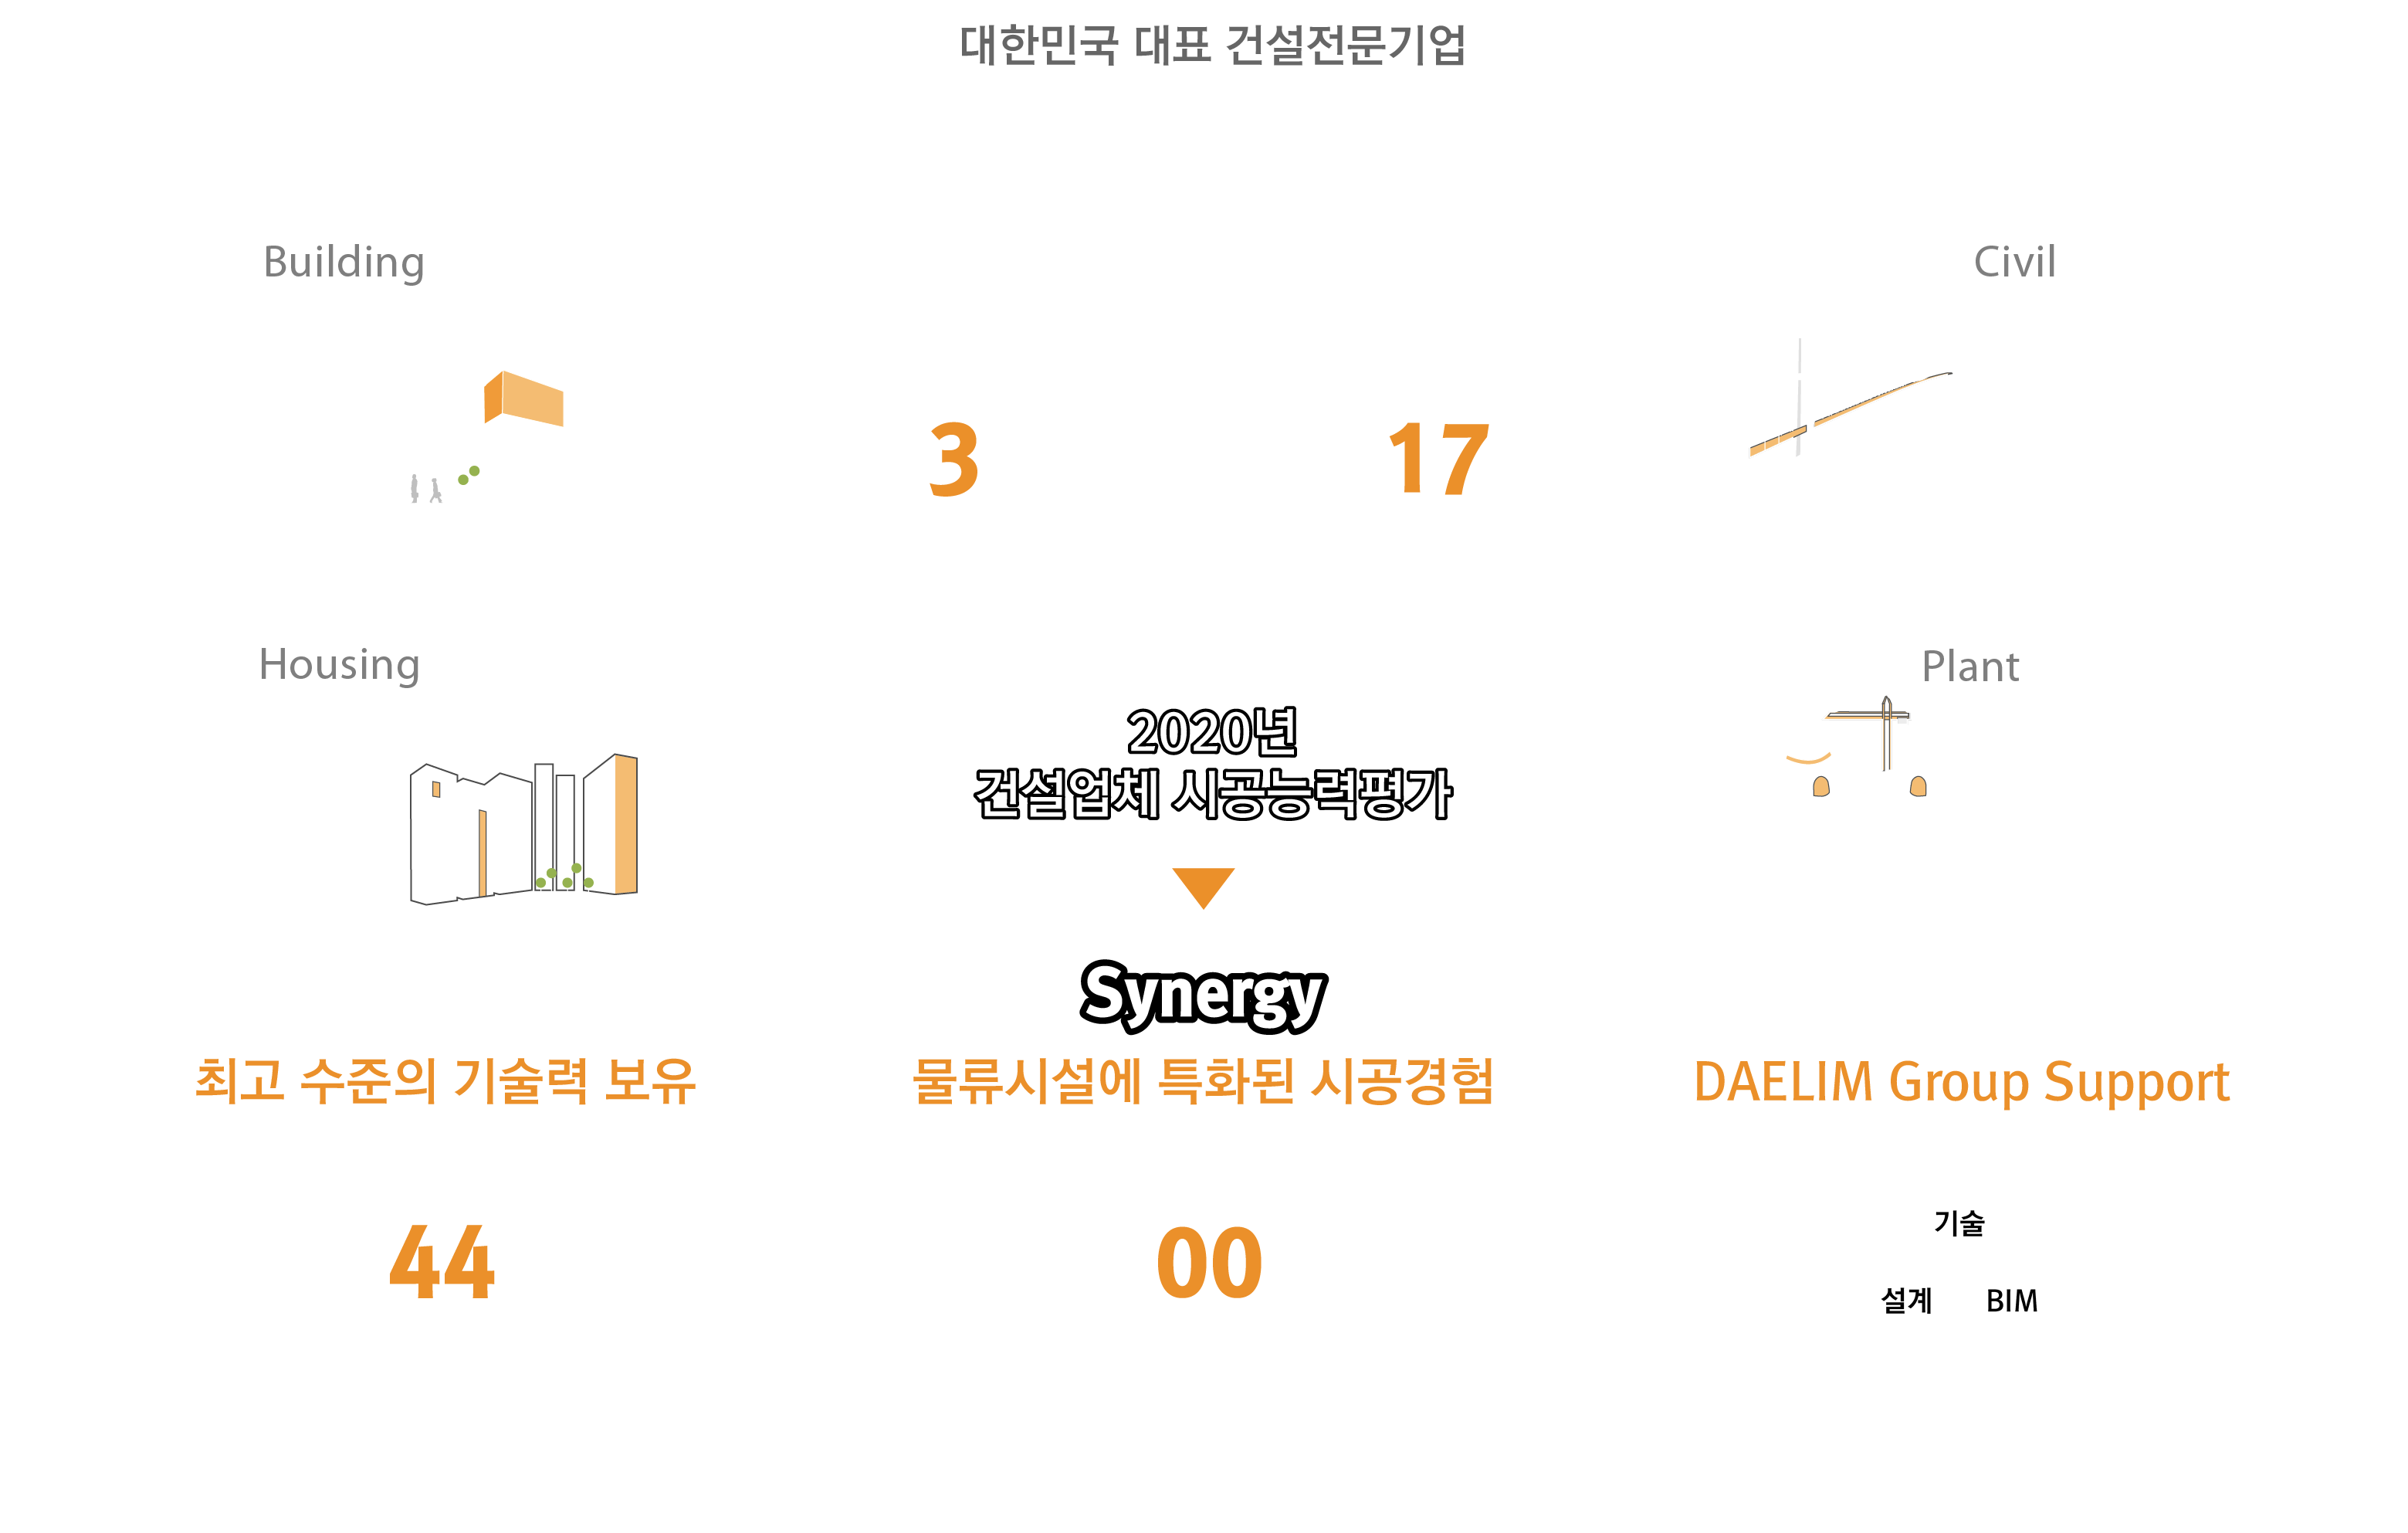 대한민국 대표 건설전문기업
Building
Civil
3
17
Housing
Plant
2020년
건설업체 시공능력평가
Synergy
최고 수준의 기술력 보유
물류시설에 특화된 시공경험
DAELIM Group Support
44
00
기술
설계
BIM